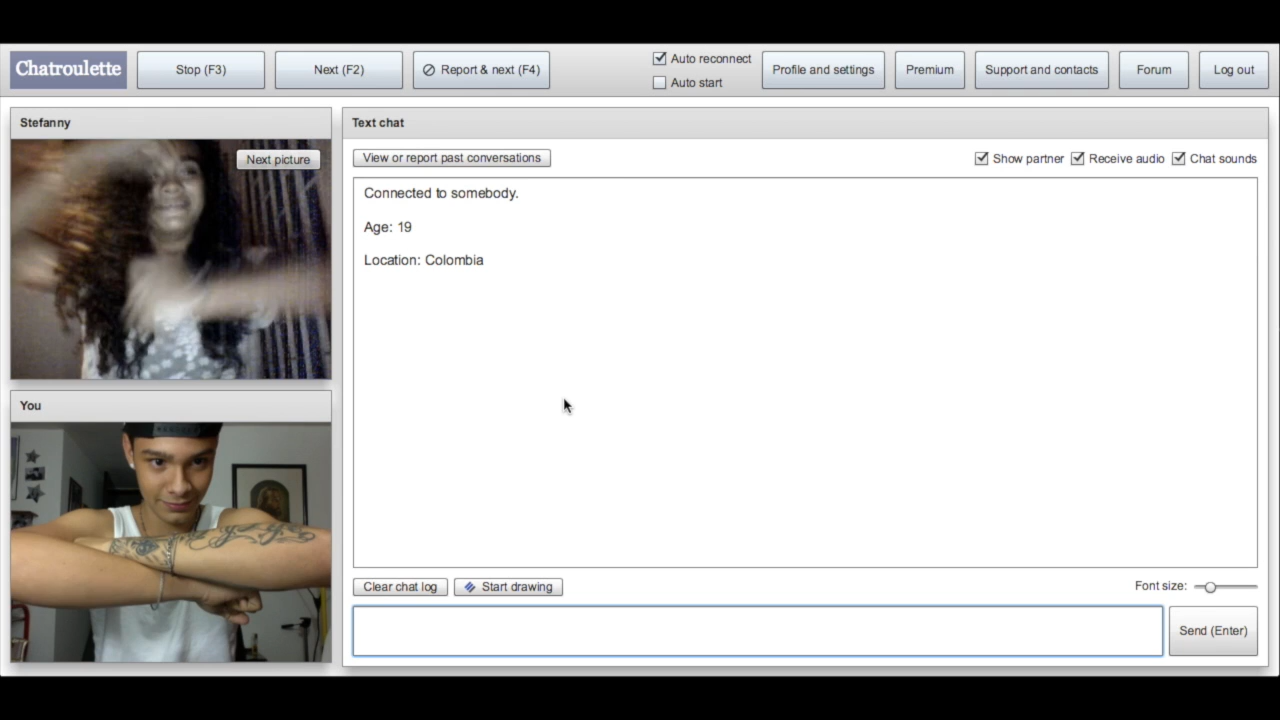 Chatroulette
Stop (F3)
Next (F2)
Report & next (F4)
Auto reconnect
Auto start
Profile and settings
Premium
Support and contacts
Forum
Log out
Stefanny
Next picture
You
Text chat
View or report past conversations
Show partner
Receive audio
Chat sounds
Connected to somebody.
Age: 19
Location: Colombia
Clear chat log
Start drawing
Font size:
Send (Enter)